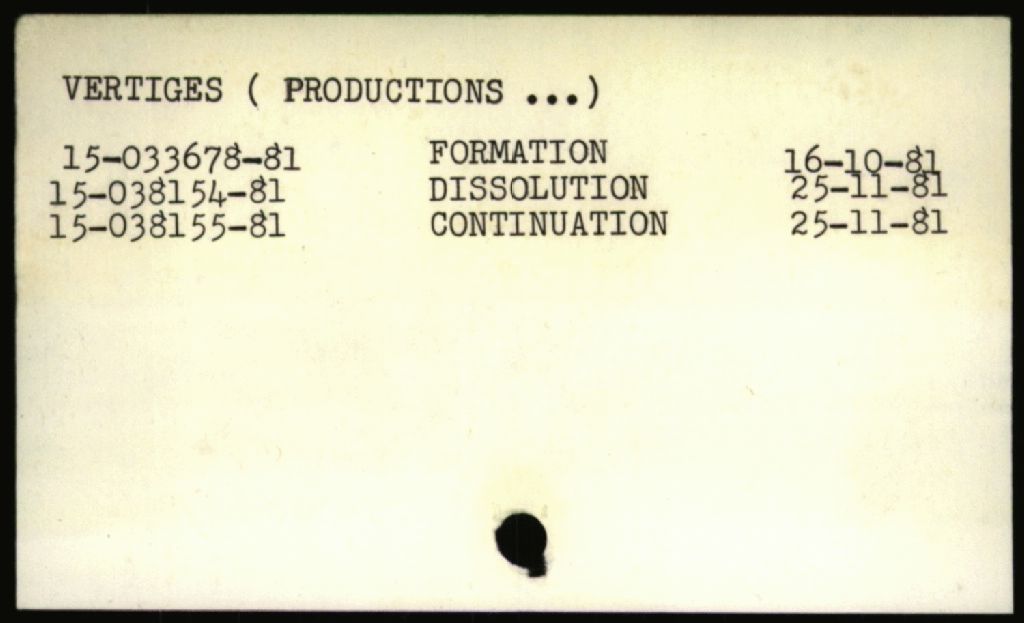 VERTIGES ( PRODUCTIONS ...)
15-033678-81 FORMATION 16-10-81
15-038154-81 DISSOLUTION 25-11-81
15-038155-81 CONTINUATION 25-11-81